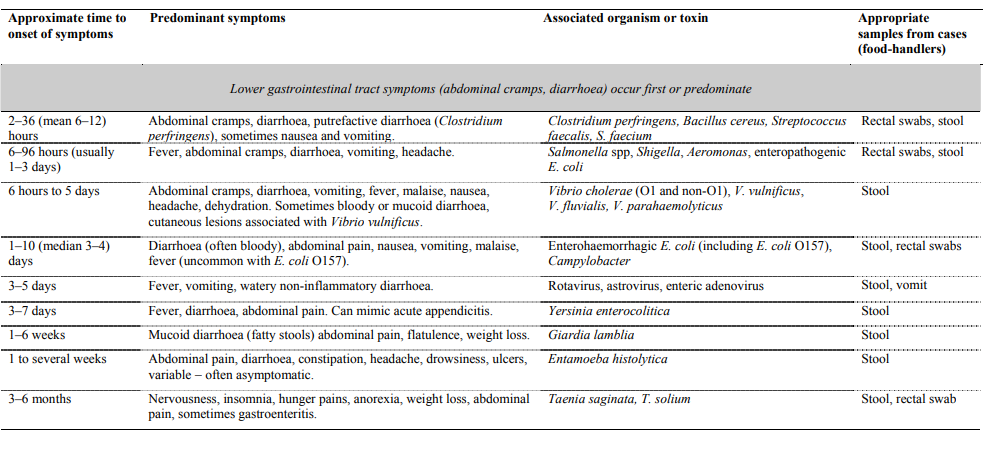 Approximate time to onset of symptoms | Predominant symptoms | Associated organism or toxin | Appropriate samples from cases (food-handlers)
Lower gastrointestinal tract symptoms (abdominal cramps, diarrhoea) occur first or predominate
2–36 (mean 6–12) hours | Abdominal cramps, diarrhoea, putrefactive diarrhoea (Clostridium perfringens), sometimes nausea and vomiting. | Clostridium perfringens, Bacillus cereus, Streptococcus faecalis, S. faecium | Rectal swabs, stool
6–96 hours (usually 1–3 days) | Fever, abdominal cramps, diarrhoea, vomiting, headache. | Salmonella spp, Shigella, Aeromonas, enteropathogenic E. coli | Rectal swabs, stool
6 hours to 5 days | Abdominal cramps, diarrhoea, vomiting, fever, malaise, nausea, headache, dehydration. Sometimes bloody or mucoid diarrhoea, cutaneous lesions associated with Vibrio vulnificus. | Vibrio cholerae (O1 and non-O1), V. vulnificus, V. fluvialis, V. parahaemolyticus | Stool
1–10 (median 3–4) days | Diarrhoea (often bloody), abdominal pain, nausea, vomiting, malaise, fever (uncommon with E. coli O157). | Enterohaemorrhagic E. coli (including E. coli O157), Campylobacter | Stool, rectal swabs
3–5 days | Fever, vomiting, watery non-inflammatory diarrhoea. | Rotavirus, astrovirus, enteric adenovirus | Stool, vomit
3–7 days | Fever, diarrhoea, abdominal pain. Can mimic acute appendicitis. | Yersinia enterocolitica | Stool
1–6 weeks | Mucoid diarrhoea (fatty stools) abdominal pain, flatulence, weight loss. | Giardia lamblia | Stool
1 to several weeks | Abdominal pain, diarrhoea, constipation, headache, drowsiness, ulcers, variable – often asymptomatic. | Entamoeba histolytica | Stool
3–6 months | Nervousness, insomnia, hunger pains, anorexia, weight loss, abdominal pain, sometimes gastroenteritis. | Taenia saginata, T. solium | Stool, rectal swab